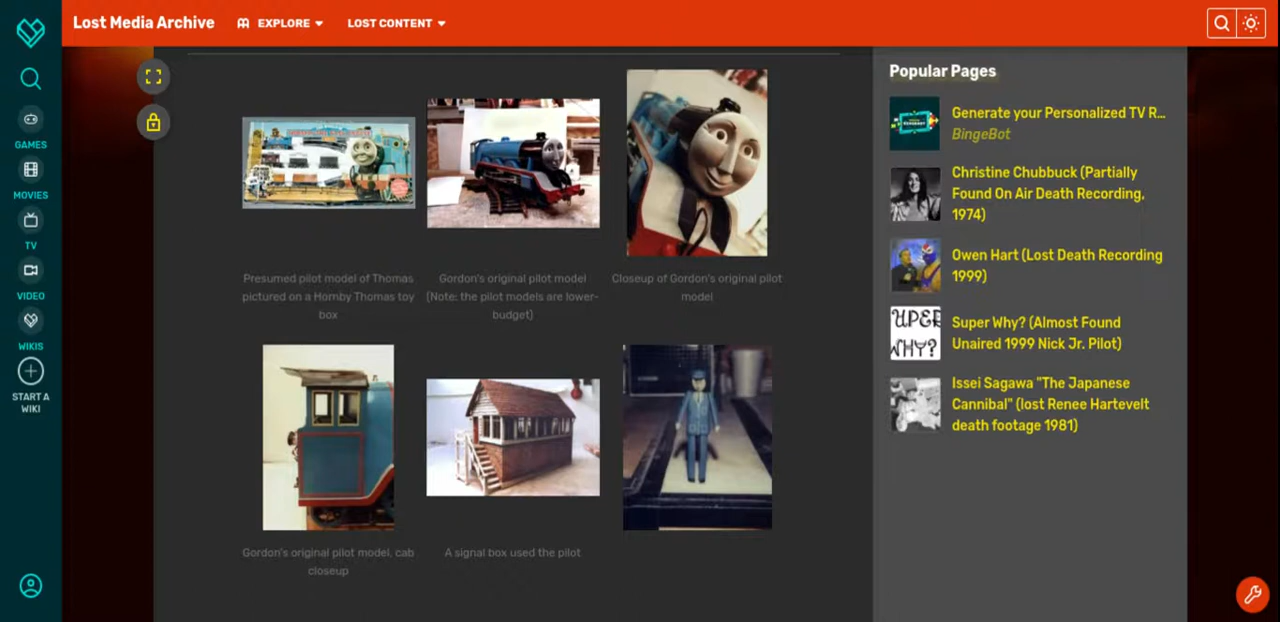 Lost Media Archive
EXPLORE
LOST CONTENT
GAMES
MOVIES
TV
VIDEO
WIKIS
START A
WIKI
Presumed pilot model of Thomas
pictured on a Hornby Thomas toy
box
Gordon's original pilot model
(Note: the pilot models are lower-
budget)
Closeup of Gordon's original pilot
model
Gordon's original pilot model, cab
closeup
A signal box used the pilot
Popular Pages
Generate your Personalized TV R...
BingeBot
Christine Chubbuck (Partially
Found On Air Death Recording,
1974)
Owen Hart (Lost Death Recording
1999)
UPER
WHY?
Super Why? (Almost Found
Unaired 1999 Nick Jr. Pilot)
Issei Sagawa "The Japanese
Cannibal" (lost Renee Hartevelt
death footage 1981)